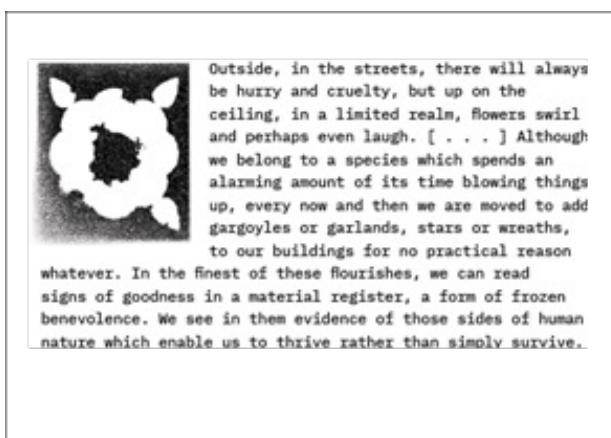 Outside, in the streets, there will always
be hurry and cruelty, but up on the
ceiling, in a limited realm, flowers swirl
and perhaps even laugh. [ . . . ] Although
we belong to a species which spends an
alarming amount of its time blowing things
up, every now and then we are moved to add
gargoyles or garlands, stars or wreaths,
to our buildings for no practical reason
whatever. In the finest of these flourishes, we can read
signs of goodness in a material register, a form of frozen
benevolence. We see in them evidence of those sides of human
nature which enable us to thrive rather than simply survive.